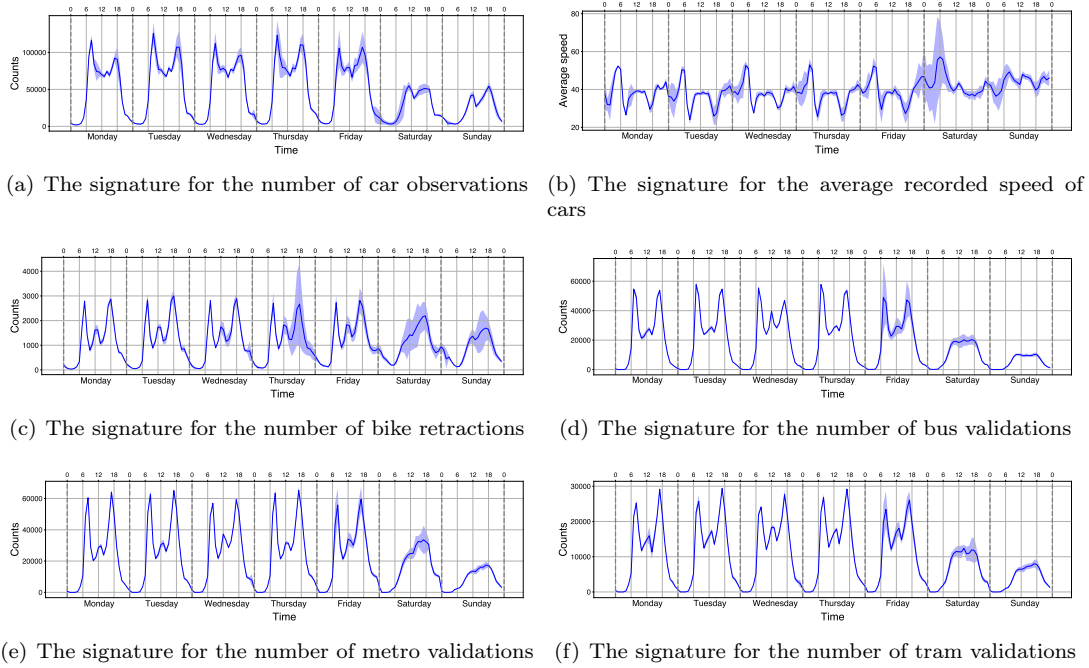 0 6 12 18 0 6 12 18 0 6 12 18 0 6 12 18 0 6 12 18 0 6 12 18 0 6 12 18 0
100000
50000
0
Counts
Monday Tuesday Wednesday Thursday Friday Saturday Sunday
Time
(a) The signature for the number of car observations
0 6 12 18 0 6 12 18 0 6 12 18 0 6 12 18 0 6 12 18 0 6 12 18 0 6 12 18 0
80
60
40
20
Average speed
Monday Tuesday Wednesday Thursday Friday Saturday Sunday
Time
(b) The signature for the average recorded speed of
cars
0 6 12 18 0 6 12 18 0 6 12 18 0 6 12 18 0 6 12 18 0 6 12 18 0 6 12 18 0
4000
3000
2000
1000
0
Counts
Monday Tuesday Wednesday Thursday Friday Saturday Sunday
Time
(c) The signature for the number of bike retractions
0 6 12 18 0 6 12 18 0 6 12 18 0 6 12 18 0 6 12 18 0 6 12 18 0 6 12 18 0
60000
40000
20000
0
Counts
Monday Tuesday Wednesday Thursday Friday Saturday Sunday
Time
(d) The signature for the number of bus validations
0 6 12 18 0 6 12 18 0 6 12 18 0 6 12 18 0 6 12 18 0 6 12 18 0 6 12 18 0
60000
40000
20000
0
Counts
Monday Tuesday Wednesday Thursday Friday Saturday Sunday
Time
(e) The signature for the number of metro validations
0 6 12 18 0 6 12 18 0 6 12 18 0 6 12 18 0 6 12 18 0 6 12 18 0 6 12 18 0
30000
20000
10000
0
Counts
Monday Tuesday Wednesday Thursday Friday Saturday Sunday
Time
(f) The signature for the number of tram validations